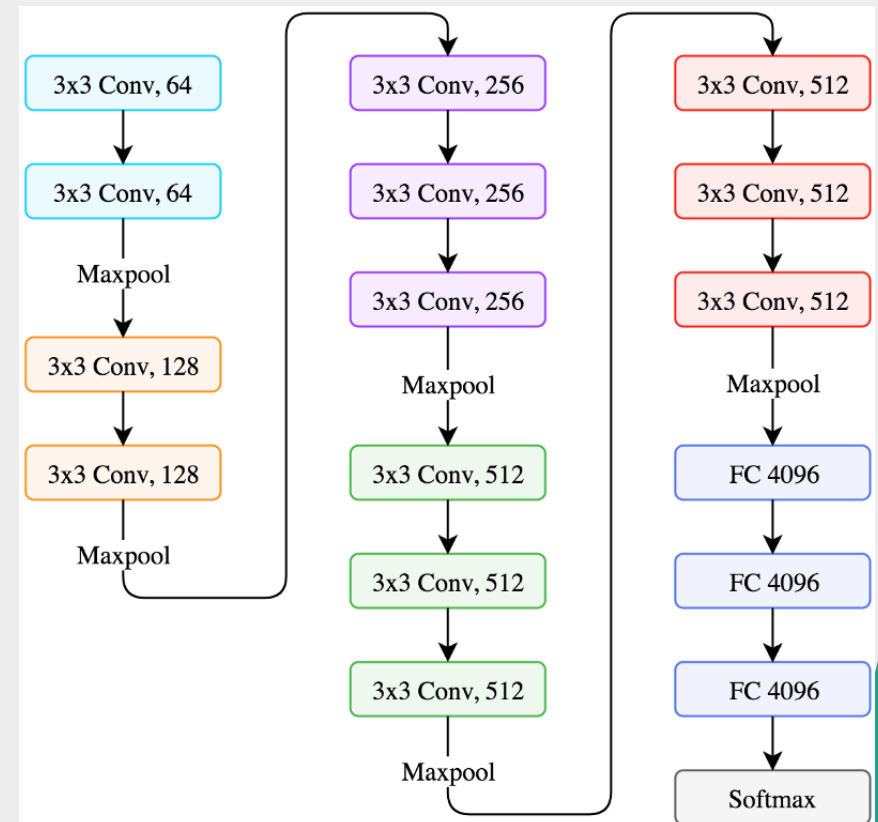 3x3 Conv, 64
3x3 Conv, 64
Maxpool
3x3 Conv, 128
3x3 Conv, 128
Maxpool
3x3 Conv, 256
3x3 Conv, 256
3x3 Conv, 256
Maxpool
3x3 Conv, 512
3x3 Conv, 512
3x3 Conv, 512
Maxpool
3x3 Conv, 512
3x3 Conv, 512
3x3 Conv, 512
Maxpool
FC 4096
FC 4096
FC 4096
Softmax